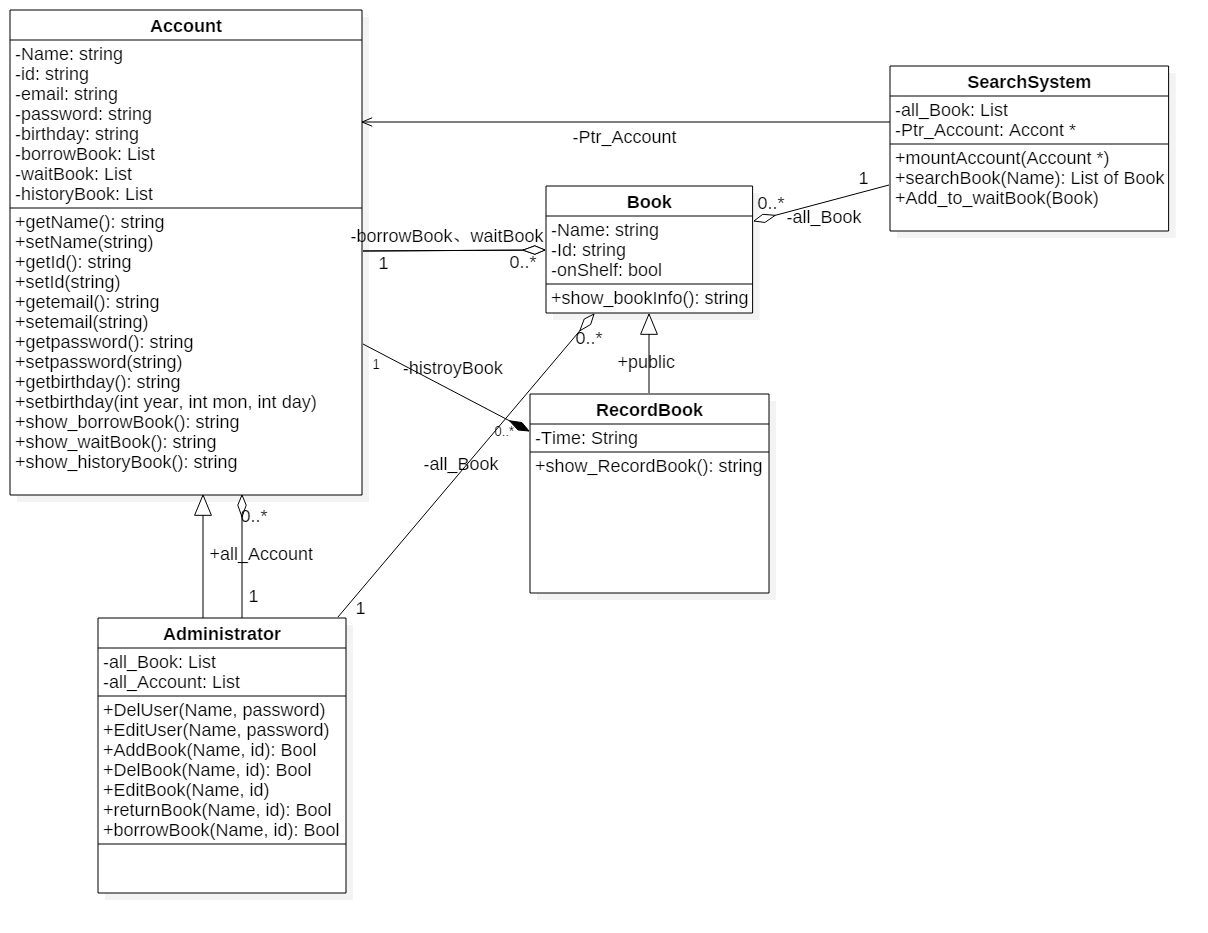 Account
-Name: string
-id: string
-email: string
-password: string
-birthday: string
-borrowBook: List
-waitBook: List
-historyBook: List
+getName(): string
+setName(string)
+getId(): string
+setId(string)
+getemail(): string
+setemail(string)
+getpassword(): string
+setpassword(string)
+getbirthday(): string
+setbirthday(int year, int mon, int day)
+show_borrowBook(): string
+show_waitBook(): string
+show_historyBook(): string
SearchSystem
-all_Book: List
-Ptr_Account: Accont *
+mountAccount(Account *)
+searchBook(Name): List of Book
+Add_to_waitBook(Book)
-Ptr_Account
1
0..*
-all_Book
Book
-Name: string
-Id: string
-onShelf: bool
+show_bookInfo(): string
-borrowBook、waitBook
1
0..*
0..*
+public
1
-histroyBook
0..*
RecordBook
-Time: String
+show_RecordBook(): string
-all_Book
1
0..*
+all_Account
1
Administrator
-all_Book: List
-all_Account: List
+DelUser(Name, password)
+EditUser(Name, password)
+AddBook(Name, id): Bool
+DelBook(Name, id): Bool
+EditBook(Name, id)
+returnBook(Name, id): Bool
+borrowBook(Name, id): Bool